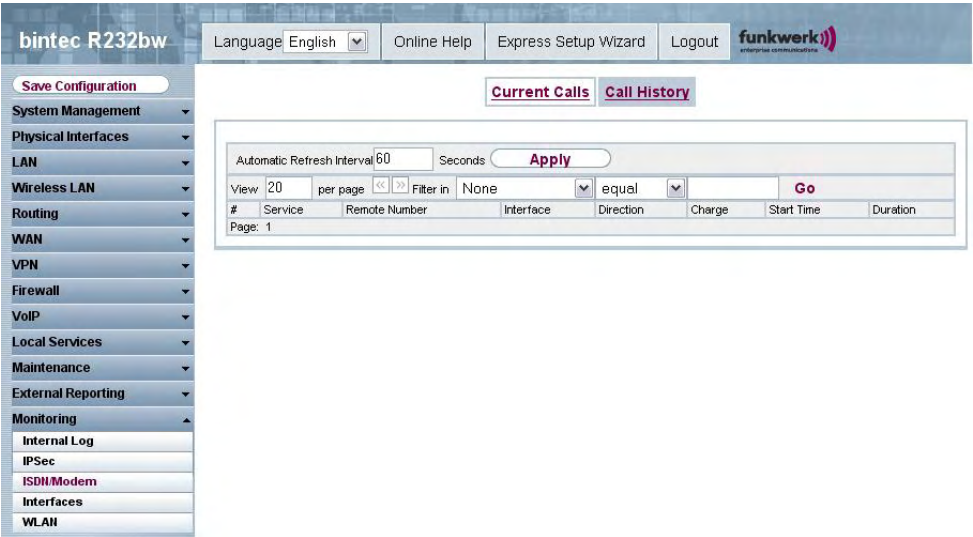 bintec R232bw
Language English Online Help Express Setup Wizard Logout funkwerk
enterprise communications
Save Configuration
System Management
Physical Interfaces
LAN
Wireless LAN
Routing
WAN
VPN
Firewall
VoIP
Local Services
Maintenance
External Reporting
Monitoring
Internal Log
IPSec
ISDN/Modem
Interfaces
WLAN
Current Calls Call History
Automatic Refresh Interval 60 Seconds Apply
View 20 per page << >> Filter in None equal Go
# Service Remote Number Interface Direction Charge Start Time Duration
Page: 1